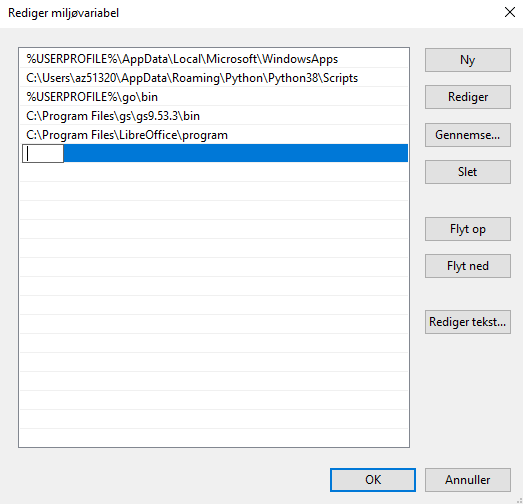 Rediger miljøvariabel
%USERPROFILE%\AppData\Local\Microsoft\WindowsApps
C:\Users\az51320\AppData\Roaming\Python\Python38\Scripts
%USERPROFILE%\go\bin
C:\Program Files\gs\gs9.53.3\bin
C:\Program Files\LibreOffice\program
Ny
Rediger
Gennemse...
Slet
Flyt op
Flyt ned
Rediger tekst...
OK
Annuller